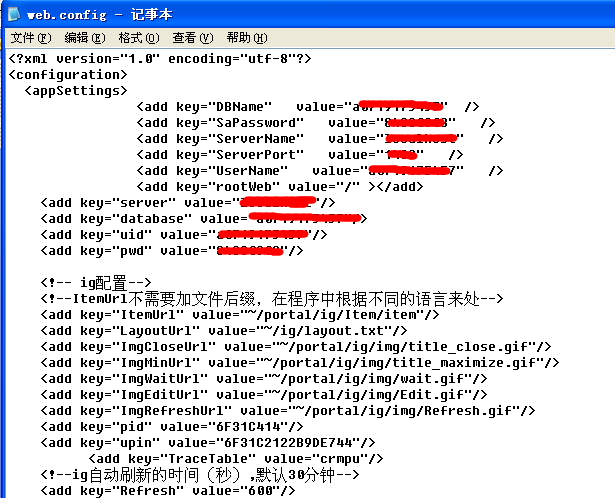 web.config - 记事本
文件(F) 编辑(E) 格式(O) 查看(V) 帮助(H)
<?xml version="1.0" encoding="utf-8"?>
<configuration>
<appSettings>
<add key="DBName" value=" " />
<add key="SaPassword" value=" " />
<add key="ServerName" value=" " />
<add key="ServerPort" value=" " />
<add key="UserName" value=" " />
<add key="rootWeb" value="/" ></add>
<add key="server" value=" "/>
<add key="database" value=" />
<add key="uid" value=" "/>
<add key="pwd" value=" "/>
<!-- ig配置-->
<!--ItemUrl不需要加文件后缀，在程序中根据不同的语言来处-->
<add key="ItemUrl" value="~/portal/ig/Item/item"/>
<add key="LayoutUrl" value="~/ig/layout.txt"/>
<add key="ImgCloseUrl" value="~/portal/ig/img/title_close.gif"/>
<add key="ImgMinUrl" value="~/portal/ig/img/title_maximize.gif"/>
<add key="ImgWaitUrl" value="~/portal/ig/img/wait.gif"/>
<add key="ImgEditUrl" value="~/portal/ig/img/Edit.gif"/>
<add key="ImgRefreshUrl" value="~/portal/ig/img/Refresh.gif"/>
<add key="pid" value="6F31C414"/>
<add key="upin" value="6F31C2122B9DE744"/>
<add key="TraceTable" value="crmpu"/>
<!--ig自动刷新的时间（秒）,默认30分钟-->
<add key="Refresh" value="600"/>